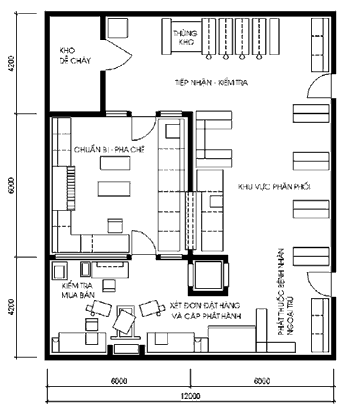 THÙNG
KHO
KHO
DỄ CHÁY
TIẾP NHẬN - KIỂM TRA
CHUẨN BỊ - PHA CHẾ
KHU VỰC PHÂN PHỐI
KIỂM TRA
MUA BÁN
XÉT ĐƠN ĐẶT HÀNG
VÀ CẤP PHÁT HÀNH
PHÁT THUỐC BỆNH NHÂN
NGOẠI TRÚ
4200
6000
4200
6000
6000
12000